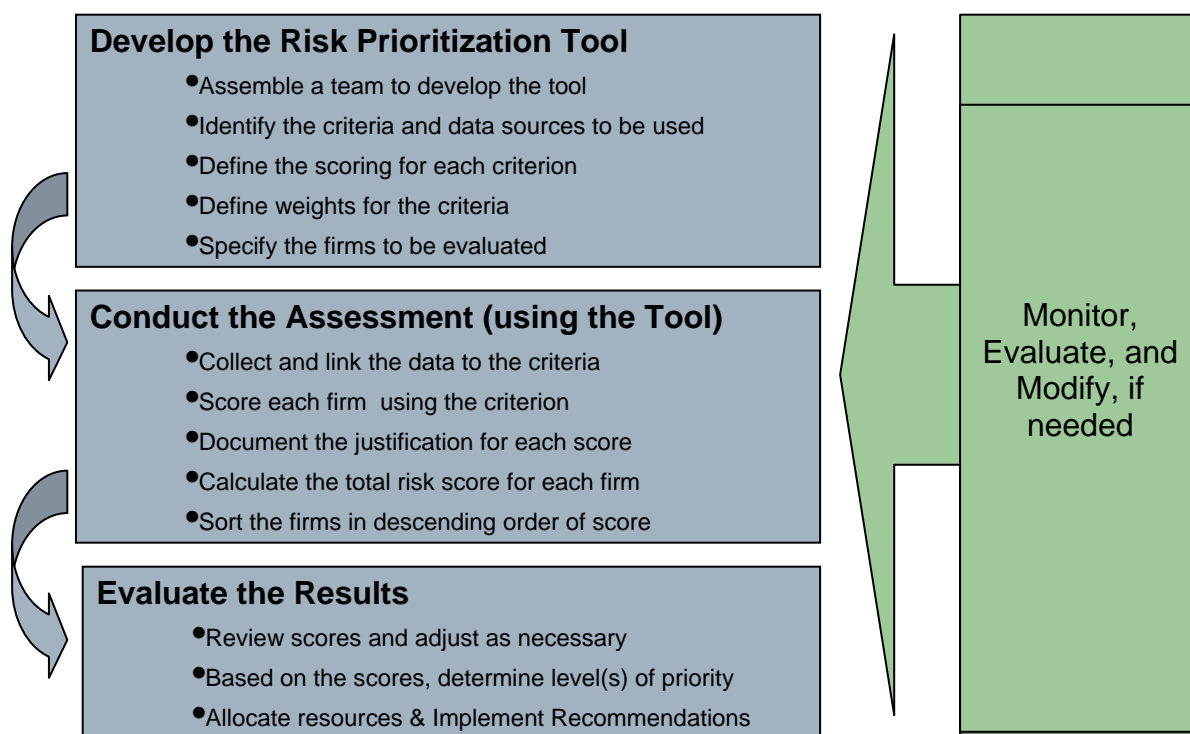 Develop the Risk Prioritization Tool
•Assemble a team to develop the tool
•Identify the criteria and data sources to be used
•Define the scoring for each criterion
•Define weights for the criteria
•Specify the firms to be evaluated
Conduct the Assessment (using the Tool)
•Collect and link the data to the criteria
•Score each firm  using the criterion
•Document the justification for each score
•Calculate the total risk score for each firm
•Sort the firms in descending order of score
Evaluate the Results
•Review scores and adjust as necessary
•Based on the scores, determine level(s) of priority
•Allocate resources & Implement Recommendations
Monitor,
Evaluate, and
Modify, if
needed